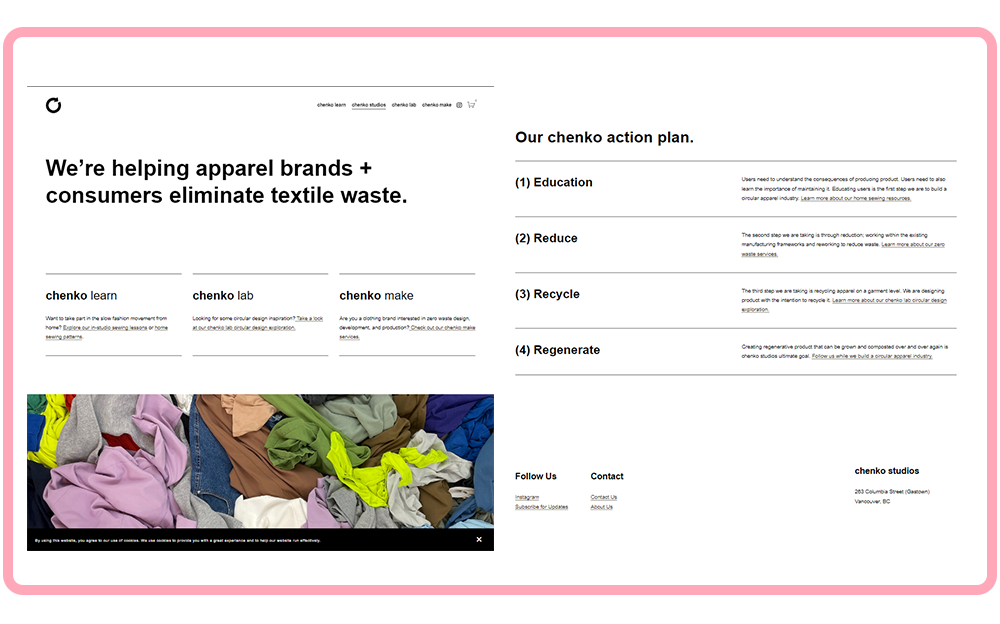 chenko learn chenko studios chenko lab chenko make
We're helping apparel brands +
consumers eliminate textile waste.
chenko learn
Want to take part in the slow fashion movement from
home? Explore our in-studio sewing lessons or home
sewing patterns.
chenko lab
Looking for some circular design inspiration? Take a look
at our chenko lab circular design exploration.
chenko make
Are you a clothing brand interested in zero waste design,
development, and production? Check out our chenko make
services.
By using this website, you agree to our use of cookies. We use cookies to provide you with a great experience and to help our website run effectively.
Our chenko action plan.
(1) Education
Users need to understand the consequences of producing product. Users need to also
learn the importance of maintaining it. Educating users is the first step we are to build a
circular apparel industry. Learn more about our home sewing resources.
(2) Reduce
The second step we are taking is through reduction; working within the existing
manufacturing frameworks and reworking to reduce waste. Learn more about our zero
waste services.
(3) Recycle
The third step we are taking is recycling apparel on a garment level. We are designing
product with the intention to recycle it. Learn more about our chenko lab circular design
exploration.
(4) Regenerate
Creating regenerative product that can be grown and composted over and over again is
chenko studios ultimate goal. Follow us while we build a circular apparel industry.
Follow Us
Instagram
Subscribe for Updates
Contact
Contact Us
About Us
chenko studios
263 Columbia Street (Gastown)
Vancouver, BC